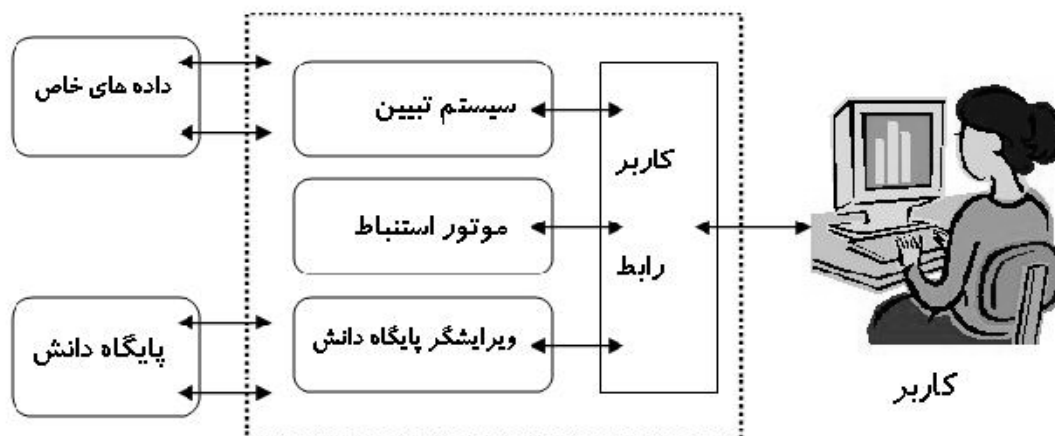 داده های خاص
سیستم تبیین
کاربر
موتور استنباط
رابط
پایگاه دانش
ویرایشگر پایگاه دانش
کاربر